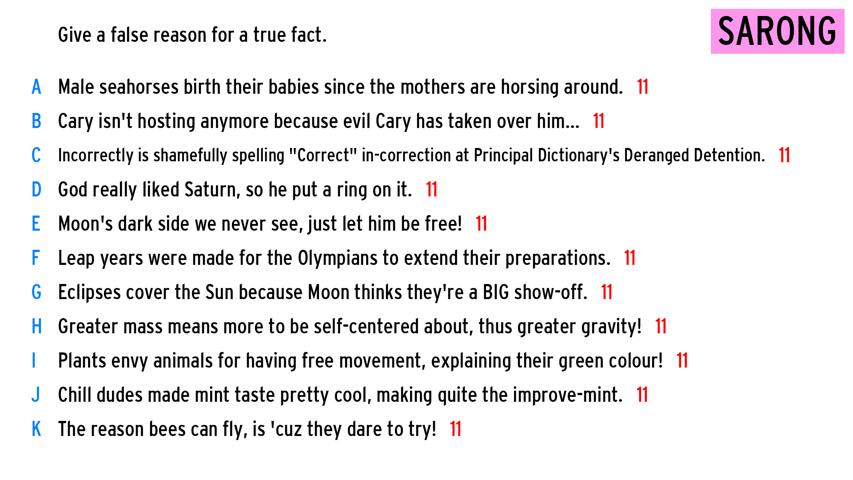 Give a false reason for a true fact.
SARONG
A Male seahorses birth their babies since the mothers are horsing around. 11
B Cary isn't hosting anymore because evil Cary has taken over him... 11
C Incorrectly is shamefully spelling "Correct" in-correction at Principal Dictionary's Deranged Detention. 11
D God really liked Saturn, so he put a ring on it. 11
E Moon's dark side we never see, just let him be free! 11
F Leap years were made for the Olympians to extend their preparations. 11
G Eclipses cover the Sun because Moon thinks they're a BIG show-off. 11
H Greater mass means more to be self-centered about, thus greater gravity! 11
I Plants envy animals for having free movement, explaining their green colour! 11
J Chill dudes made mint taste pretty cool, making quite the improve-mint. 11
K The reason bees can fly, is 'cuz they dare to try! 11